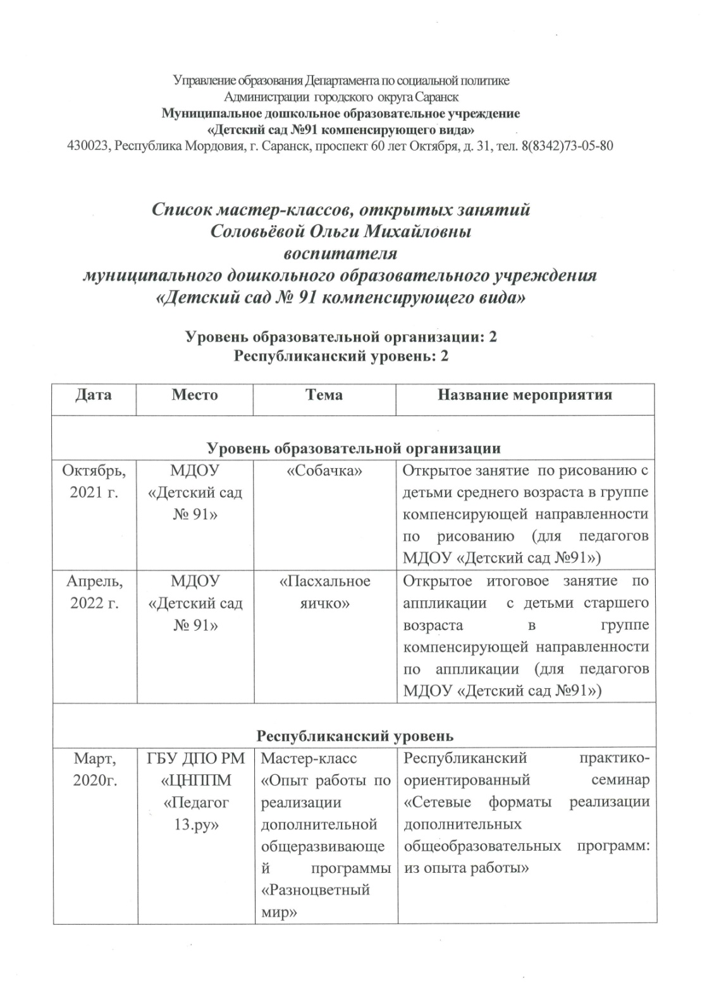 Управление образования Департамента по социальной политике
Администрации городского округа Саранск
Муниципальное дошкольное образовательное учреждение
«Детский сад №91 компенсирующего вида»
430023, Республика Мордовия, г. Саранск, проспект 60 лет Октября, д. 31, тел. 8(8342)73-05-80
Список мастер-классов, открытых занятий
Соловьёвой Ольги Михайловны
воспитателя
муниципального дошкольного образовательного учреждения
«Детский сад № 91 компенсирующего вида»
Уровень образовательной организации: 2
Республиканский уровень: 2
Дата Место Тема Название мероприятия
Уровень образовательной организации
Октябрь,
2021 г.
МДОУ
«Детский сад
№ 91»
«Собачка»
Открытое занятие по рисованию с
детьми среднего возраста в группе
компенсирующей направленности
по рисованию (для педагогов
МДОУ «Детский сад №91»)
Апрель,
2022 г.
МДОУ
«Детский сад
№ 91»
«Пасхальное
яичко»
Открытое итоговое занятие по
аппликации с детьми старшего
возраста в группе
компенсирующей направленности
по аппликации (для педагогов
МДОУ «Детский сад №91»)
Республиканский уровень
Март,
2020г.
ГБУ ДПО РМ
«ЦНППМ
«Педагог
13.ру»
Мастер-класс
«Опыт работы по
реализации
дополнительной
общеразвивающе
й программы
«Разноцветный
мир»
Республиканский практико-
ориентированный семинар
«Сетевые форматы реализации
дополнительных
общеобразовательных программ:
из опыта работы»